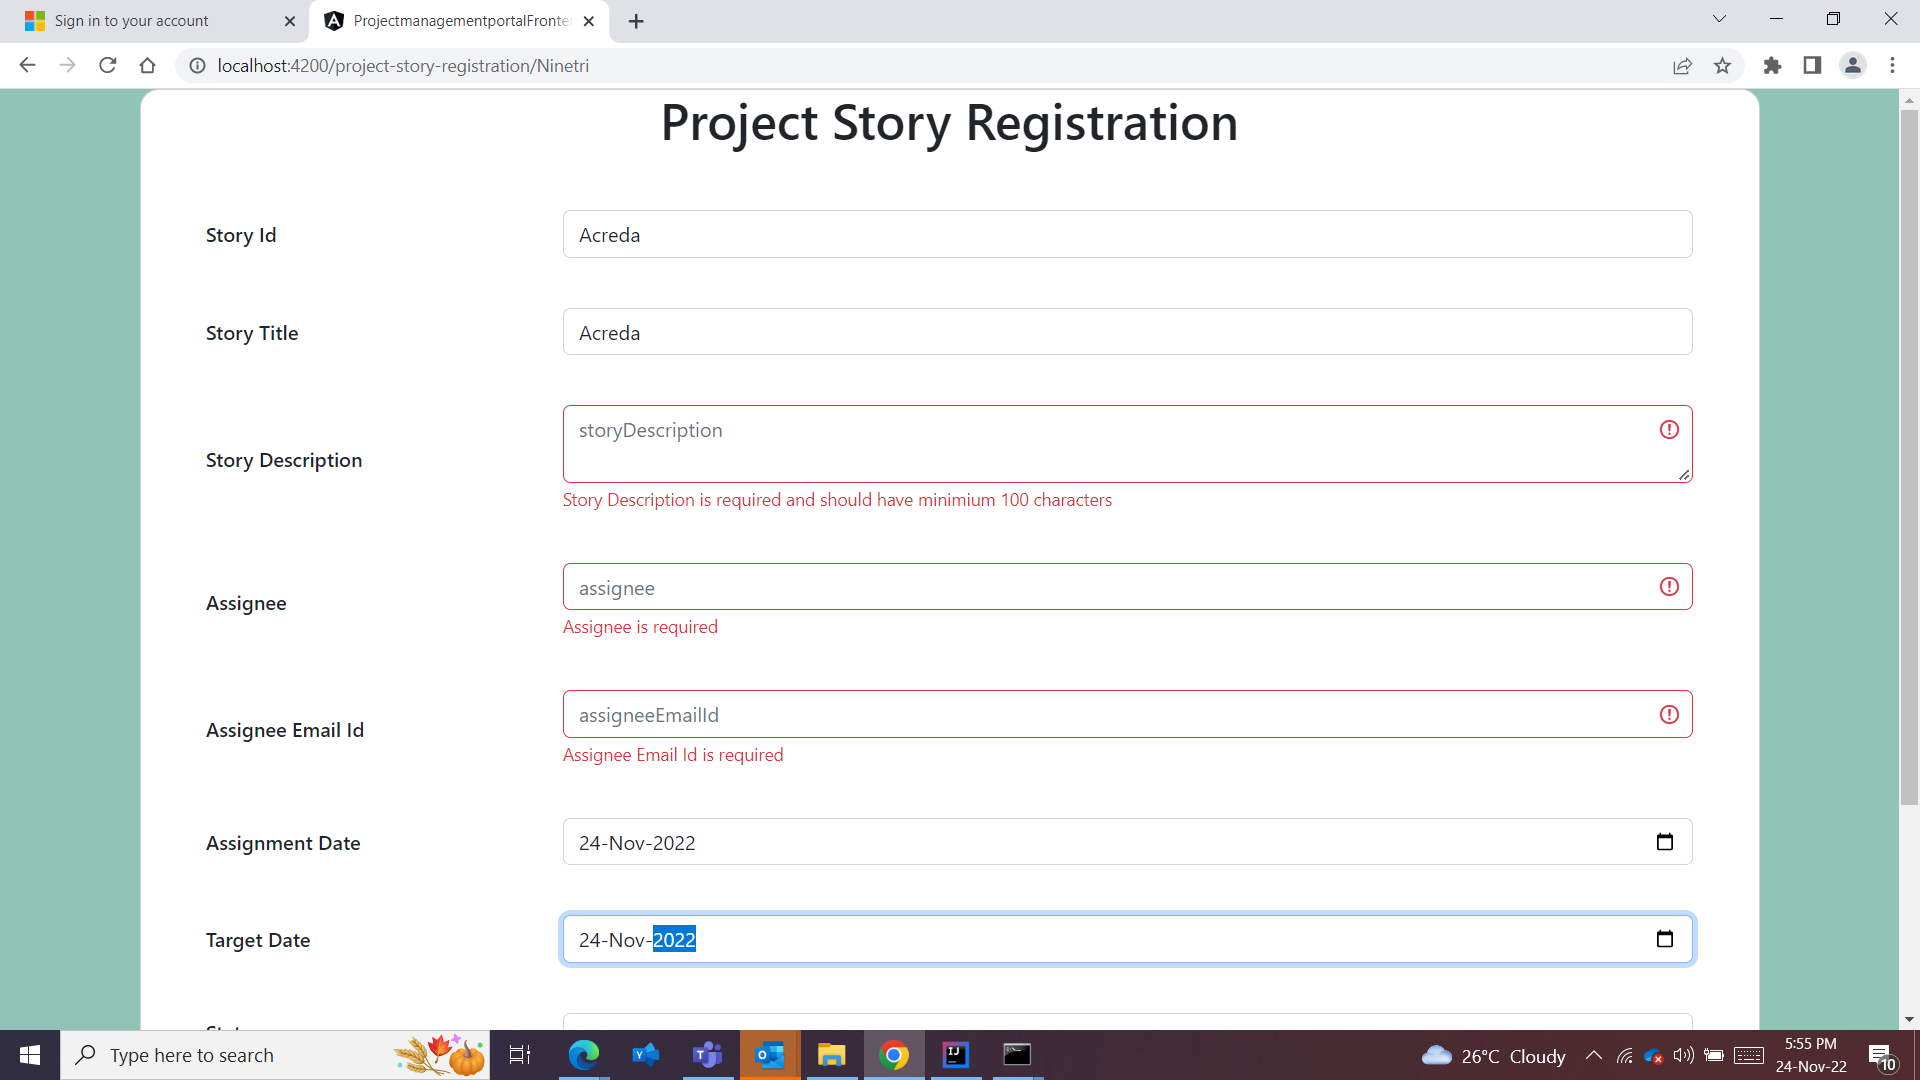 Sign in to your account
ProjectmanagementportalFronte
localhost:4200/project-story-registration/Ninetri
Project Story Registration
Story Id
Acreda
Story Title
Acreda
Story Description
storyDescription
Story Description is required and should have minimium 100 characters
Assignee
assignee
Assignee is required
Assignee Email Id
assigneeEmailId
Assignee Email Id is required
Assignment Date
24-Nov-2022
Target Date
24-Nov-2022
Type here to search
26°C Cloudy
5:55 PM
24-Nov-22
10